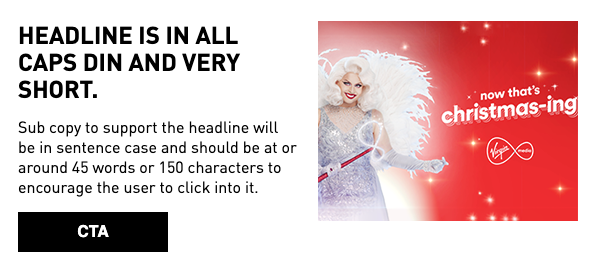 HEADLINE IS IN ALL
CAPS DIN AND VERY
SHORT.
Sub copy to support the headline will
be in sentence case and should be at or
around 45 words or 150 characters to
encourage the user to click into it.
CTA
now that's
christmas-ing
Virgin media